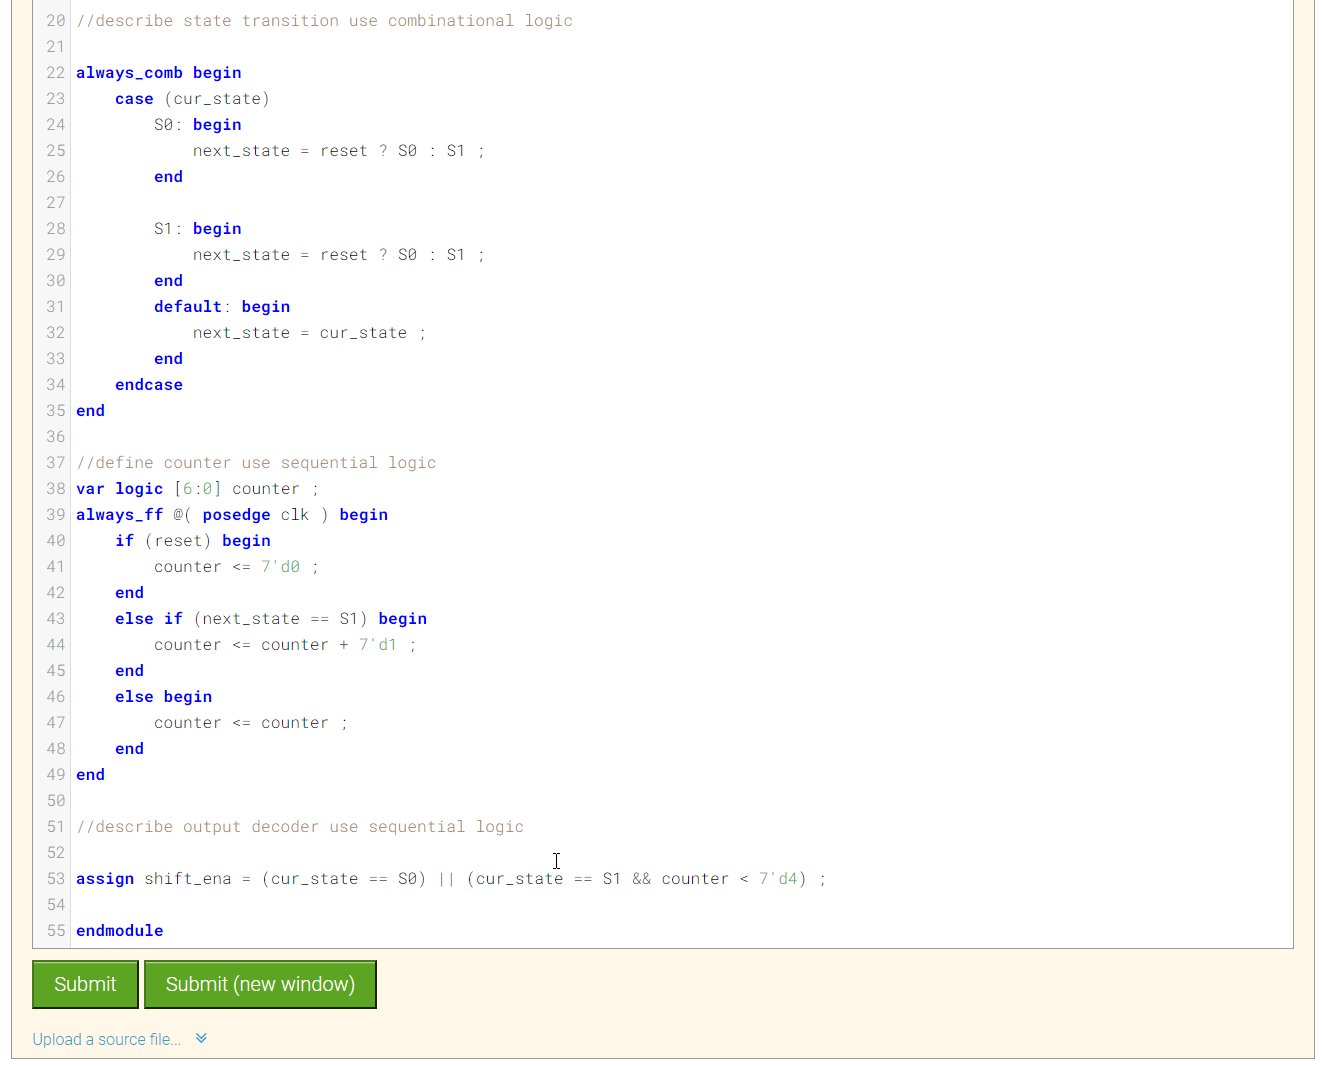 20 //describe state transition use combinational logic
21
22 always_comb begin
23     case (cur_state)
24         S0: begin
25             next_state = reset ? S0 : S1 ;
26         end
27
28         S1: begin
29             next_state = reset ? S0 : S1 ;
30         end
31         default: begin
32             next_state = cur_state ;
33         end
34     endcase
35 end
36
37 //define counter use sequential logic
38 var logic [6:0] counter ;
39 always_ff @( posedge clk ) begin
40     if (reset) begin
41         counter <= 7'd0 ;
42     end
43     else if (next_state == S1) begin
44         counter <= counter + 7'd1 ;
45     end
46     else begin
47         counter <= counter ;
48     end
49 end
50
51 //describe output decoder use sequential logic
52
53 assign shift_ena = (cur_state == S0) || (cur_state == S1 && counter < 7'd4) ;
54
55 endmodule
Submit Submit (new window)
Upload a source file...